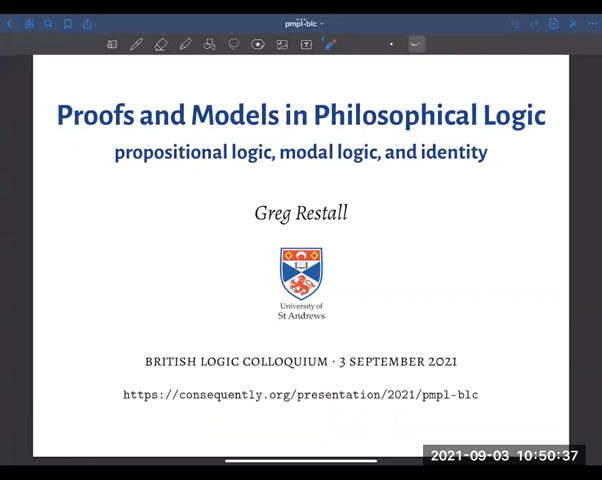 pmpl-blc
Proofs and Models in Philosophical Logic
propositional logic, modal logic, and identity
Greg Restall
University of
St Andrews
BRITISH LOGIC COLLOQUIUM · 3 SEPTEMBER 2021
https://consequently.org/presentation/2021/pmpl-blc
2021-09-03 10:50:37